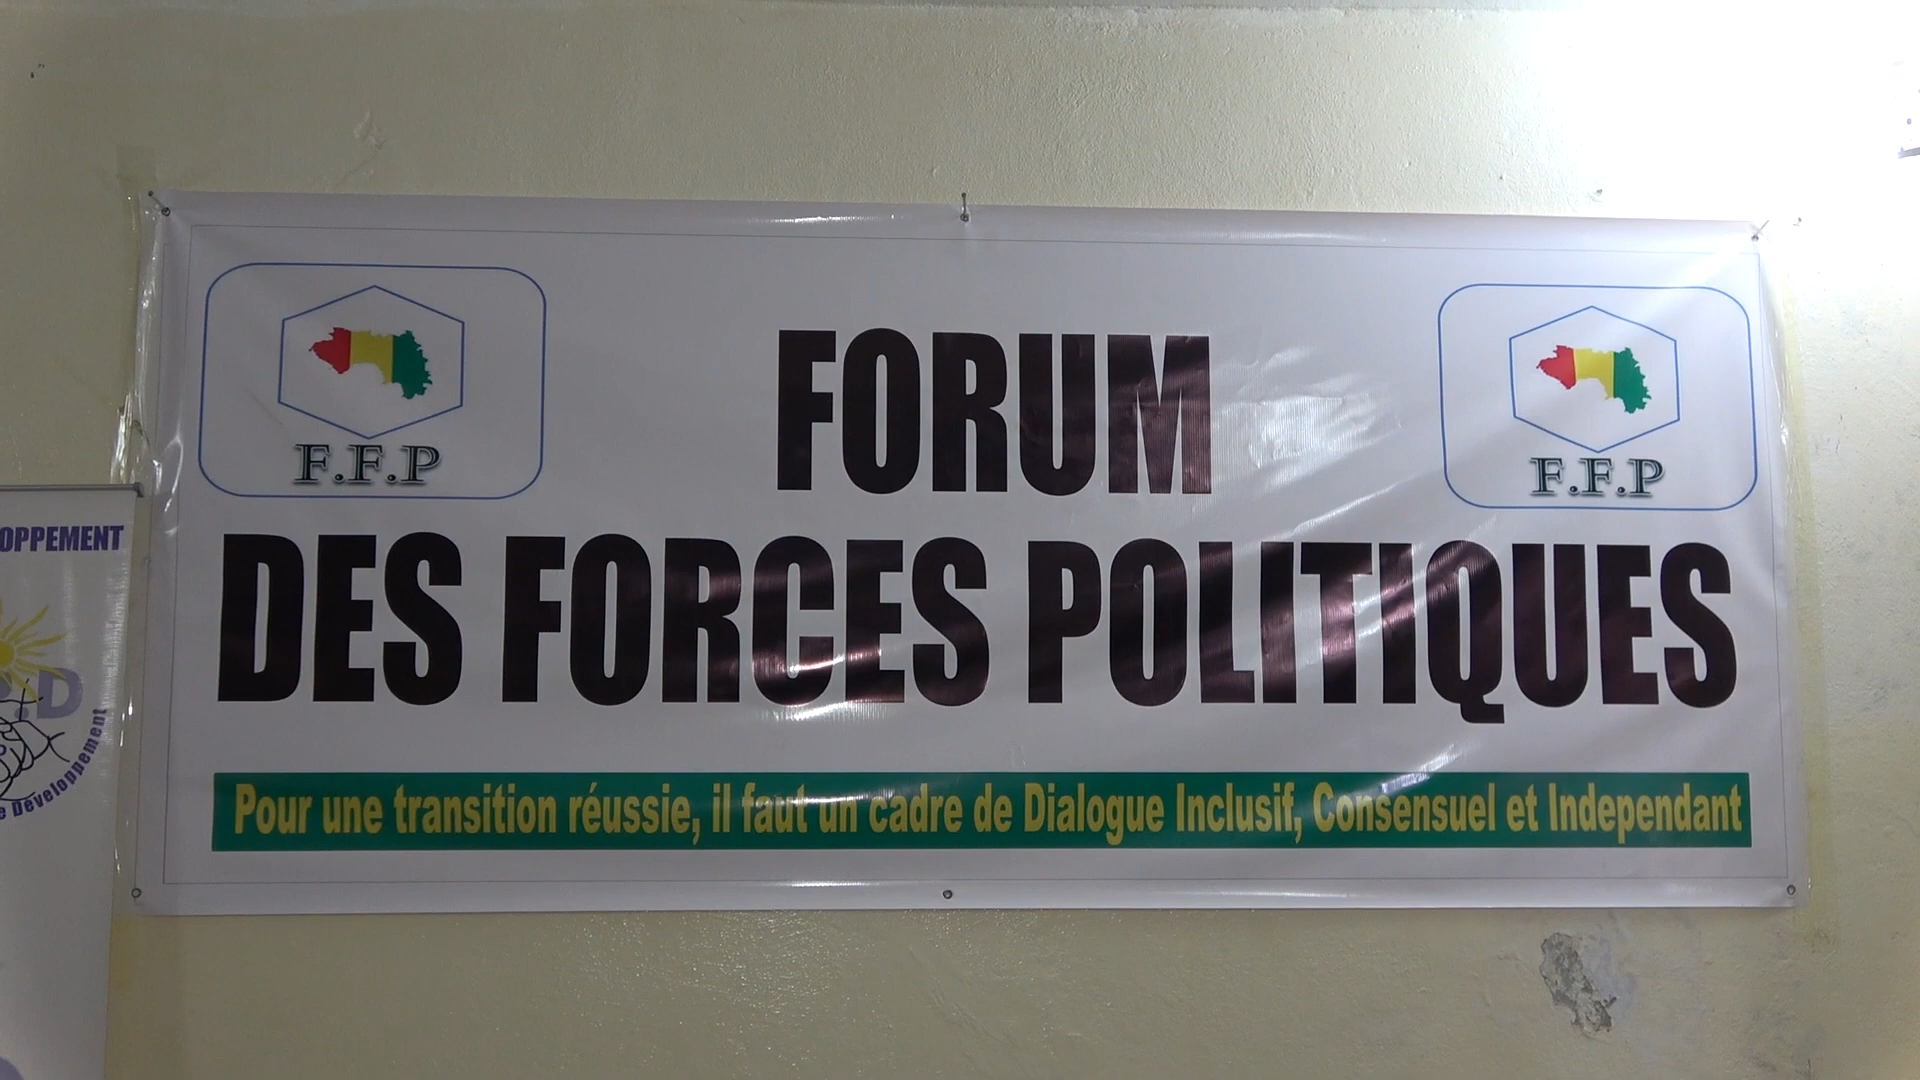 F.F.P
F.F.P
FORUM
DES FORCES POLITIQUES
Pour une transition réussie, il faut un cadre de Dialogue Inclusif, Consensuel et Independant
OPPEMENT
.D
e Développement